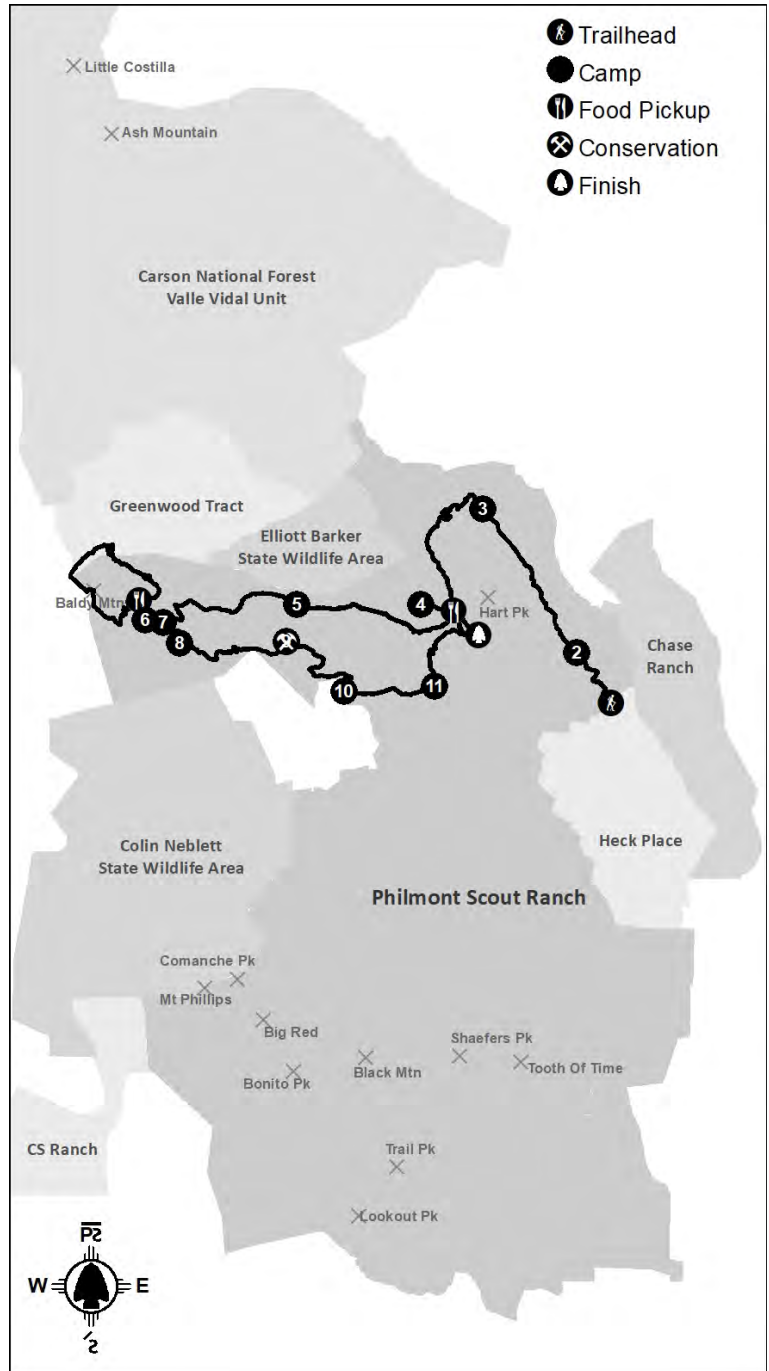 Little Costilla
Ash Mountain
Trailhead
Camp
Food Pickup
Conservation
Finish
Carson National Forest
Valle Vidal Unit
Greenwood Tract
Elliott Barker
State Wildlife Area
3
Baldy Mtn
6
7
8
5
4
Hart Pk
2
Chase
Ranch
10
11
Heck Place
Colin Neblett
State Wildlife Area
Philmont Scout Ranch
Comanche Pk
Mt Phillips
Big Red
Bonito Pk
Black Mtn
Shaefers Pk
Tooth Of Time
CS Ranch
Trail Pk
Lookout Pk
W
E